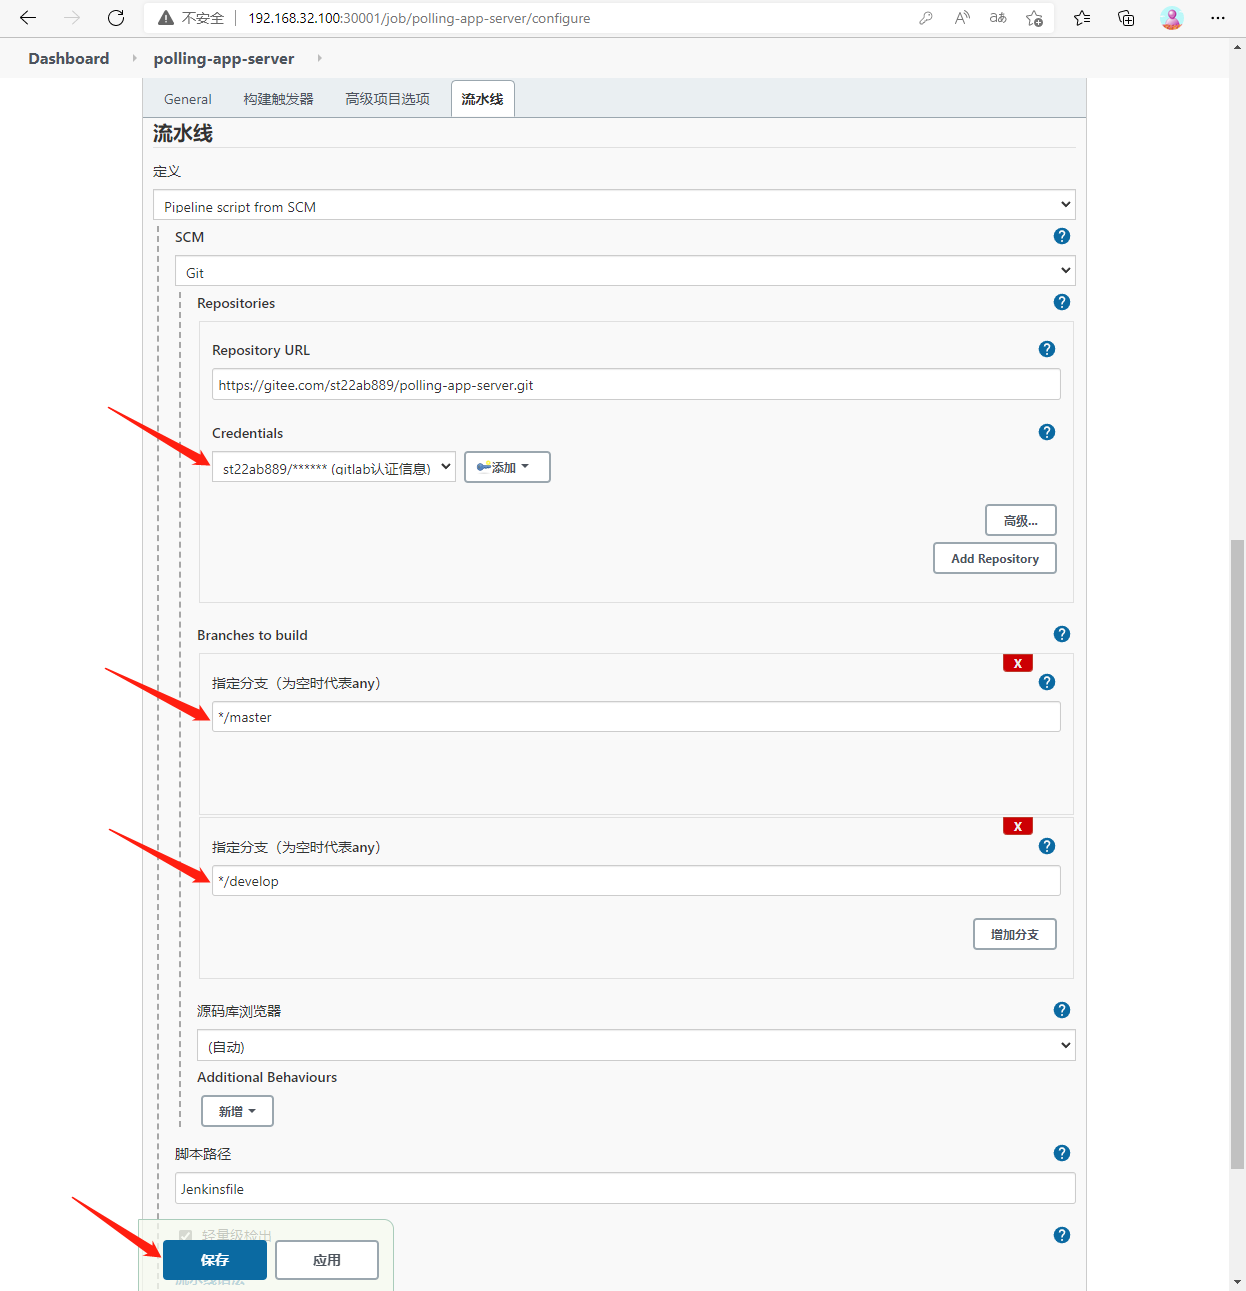 不安全 192.168.32.100:30001/job/polling-app-server/configure
Dashboard polling-app-server
General 构建触发器 高级项目选项 流水线
流水线
定义
Pipeline script from SCM
SCM
Git
Repositories
Repository URL
https://gitee.com/st22ab889/polling-app-server.git
Credentials
st22ab889/****** (gitlab认证信息) 添加
高级...
Add Repository
Branches to build
X
指定分支（为空时代表any）
*/master
X
指定分支（为空时代表any）
*/develop
增加分支
源码库浏览器
(自动)
Additional Behaviours
新增
脚本路径
Jenkinsfile
轻量级检出
保存 应用
流水线语法